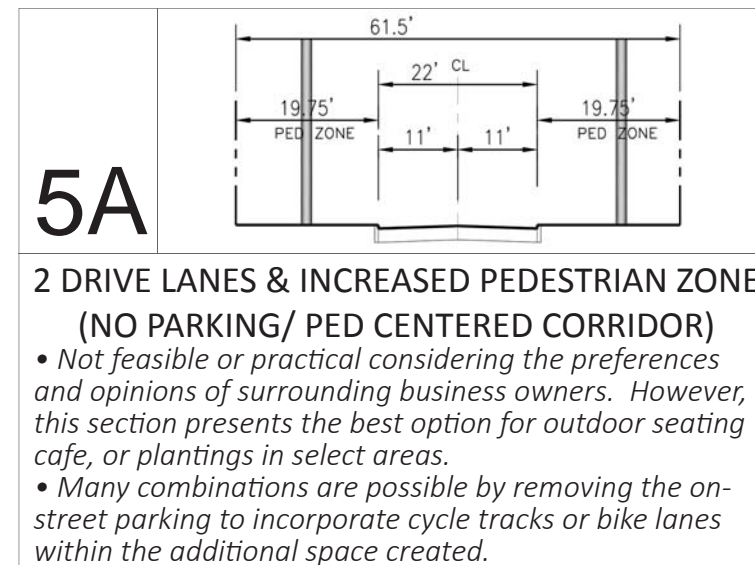 61.5'
22' CL
19.75' 19.75'
PED ZONE 11' 11' PED ZONE
5A
2 DRIVE LANES & INCREASED PEDESTRIAN ZONE
(NO PARKING/ PED CENTERED CORRIDOR)
• Not feasible or practical considering the preferences
and opinions of surrounding business owners. However,
this section presents the best option for outdoor seating
cafe, or plantings in select areas.
• Many combinations are possible by removing the on-
street parking to incorporate cycle tracks or bike lanes
within the additional space created.